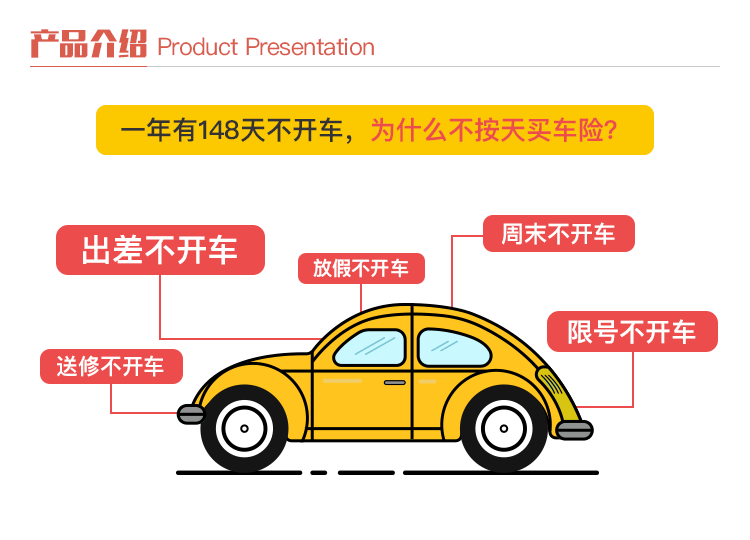 产品介绍 Product Presentation
一年有148天不开车，为什么不按天买车险？
出差不开车
放假不开车
周末不开车
限号不开车
送修不开车